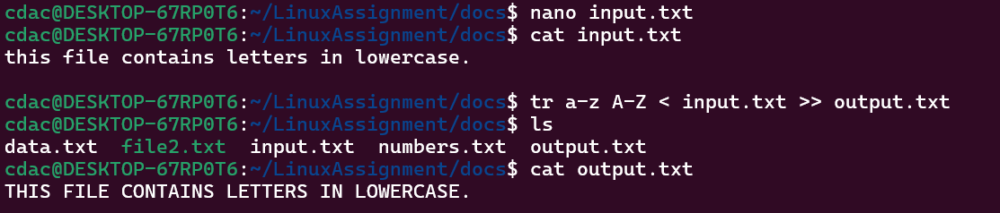 cdac@DESKTOP-67RP0T6:~/LinuxAssignment/docs$ nano input.txt
cdac@DESKTOP-67RP0T6:~/LinuxAssignment/docs$ cat input.txt
this file contains letters in lowercase.
cdac@DESKTOP-67RP0T6:~/LinuxAssignment/docs$ tr a-z A-Z < input.txt >> output.txt
cdac@DESKTOP-67RP0T6:~/LinuxAssignment/docs$ ls
data.txt  file2.txt  input.txt  numbers.txt  output.txt
cdac@DESKTOP-67RP0T6:~/LinuxAssignment/docs$ cat output.txt
THIS FILE CONTAINS LETTERS IN LOWERCASE.